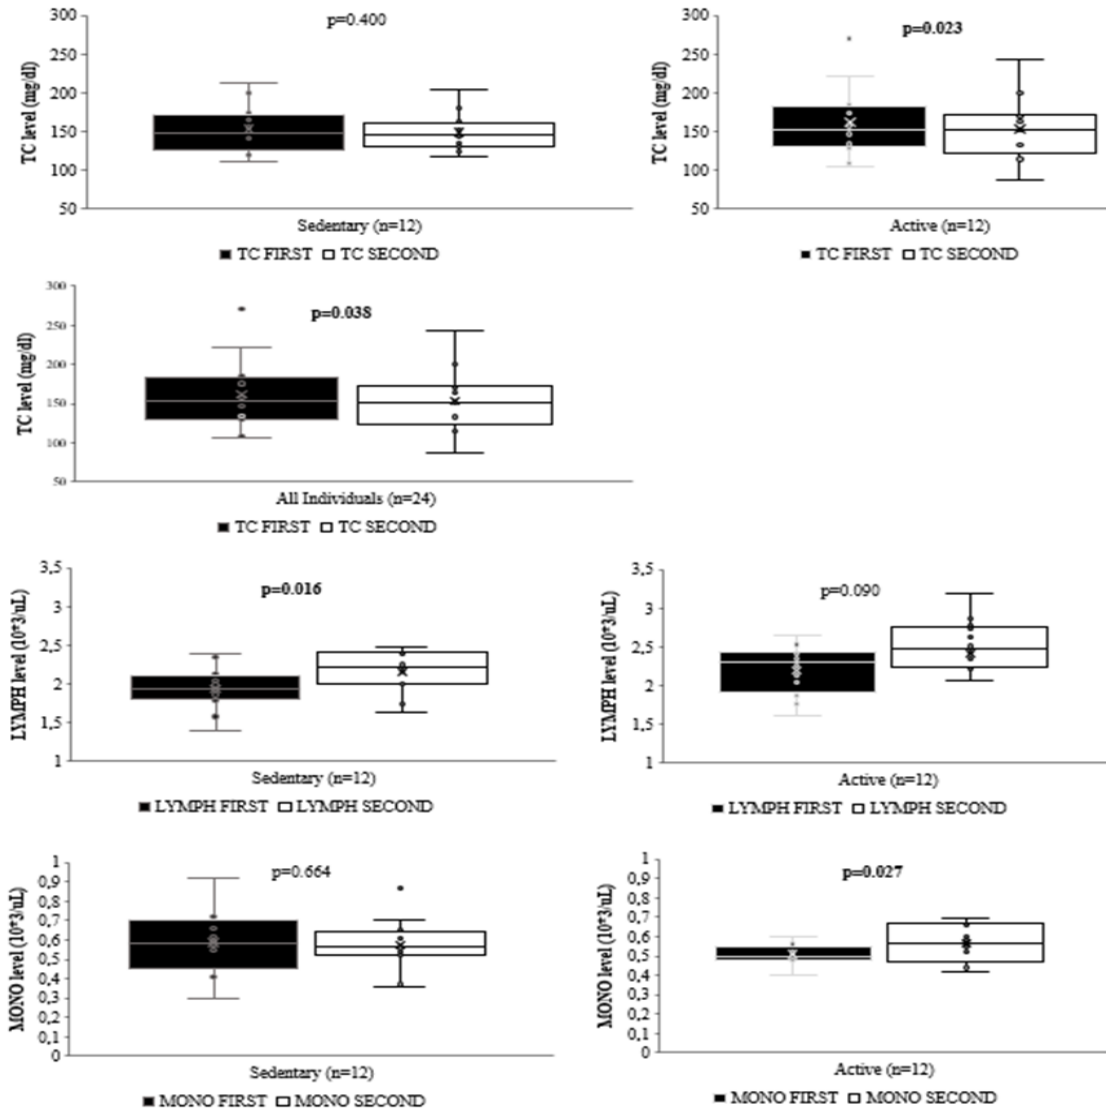 300
250
200
150
100
50
TC level (mg/dl)
p=0.400
Sedentary (n=12)
TC FIRST TC SECOND
300
250
200
150
100
50
TC level (mg/dl)
p=0.023
Active (n=12)
TC FIRST TC SECOND
300
250
200
150
100
50
TC level (mg/dl)
p=0.038
All Individuals (n=24)
TC FIRST TC SECOND
3,5
3
2,5
2
1,5
1
LYMPH level (10*3/uL)
p=0.016
Sedentary (n=12)
LYMPH FIRST LYMPH SECOND
3,5
3
2,5
2
1,5
1
LYMPH level (10*3/uL)
p=0.090
Active (n=12)
LYMPH FIRST LYMPH SECOND
1
0,9
0,8
0,7
0,6
0,5
0,4
0,3
0,2
0,1
0
MONO level (10*3/uL)
p=0.664
Sedentary (n=12)
MONO FIRST MONO SECOND
1
0,9
0,8
0,7
0,6
0,5
0,4
0,3
0,2
0,1
0
MONO level (10*3/uL)
p=0.027
Active (n=12)
MONO FIRST MONO SECOND